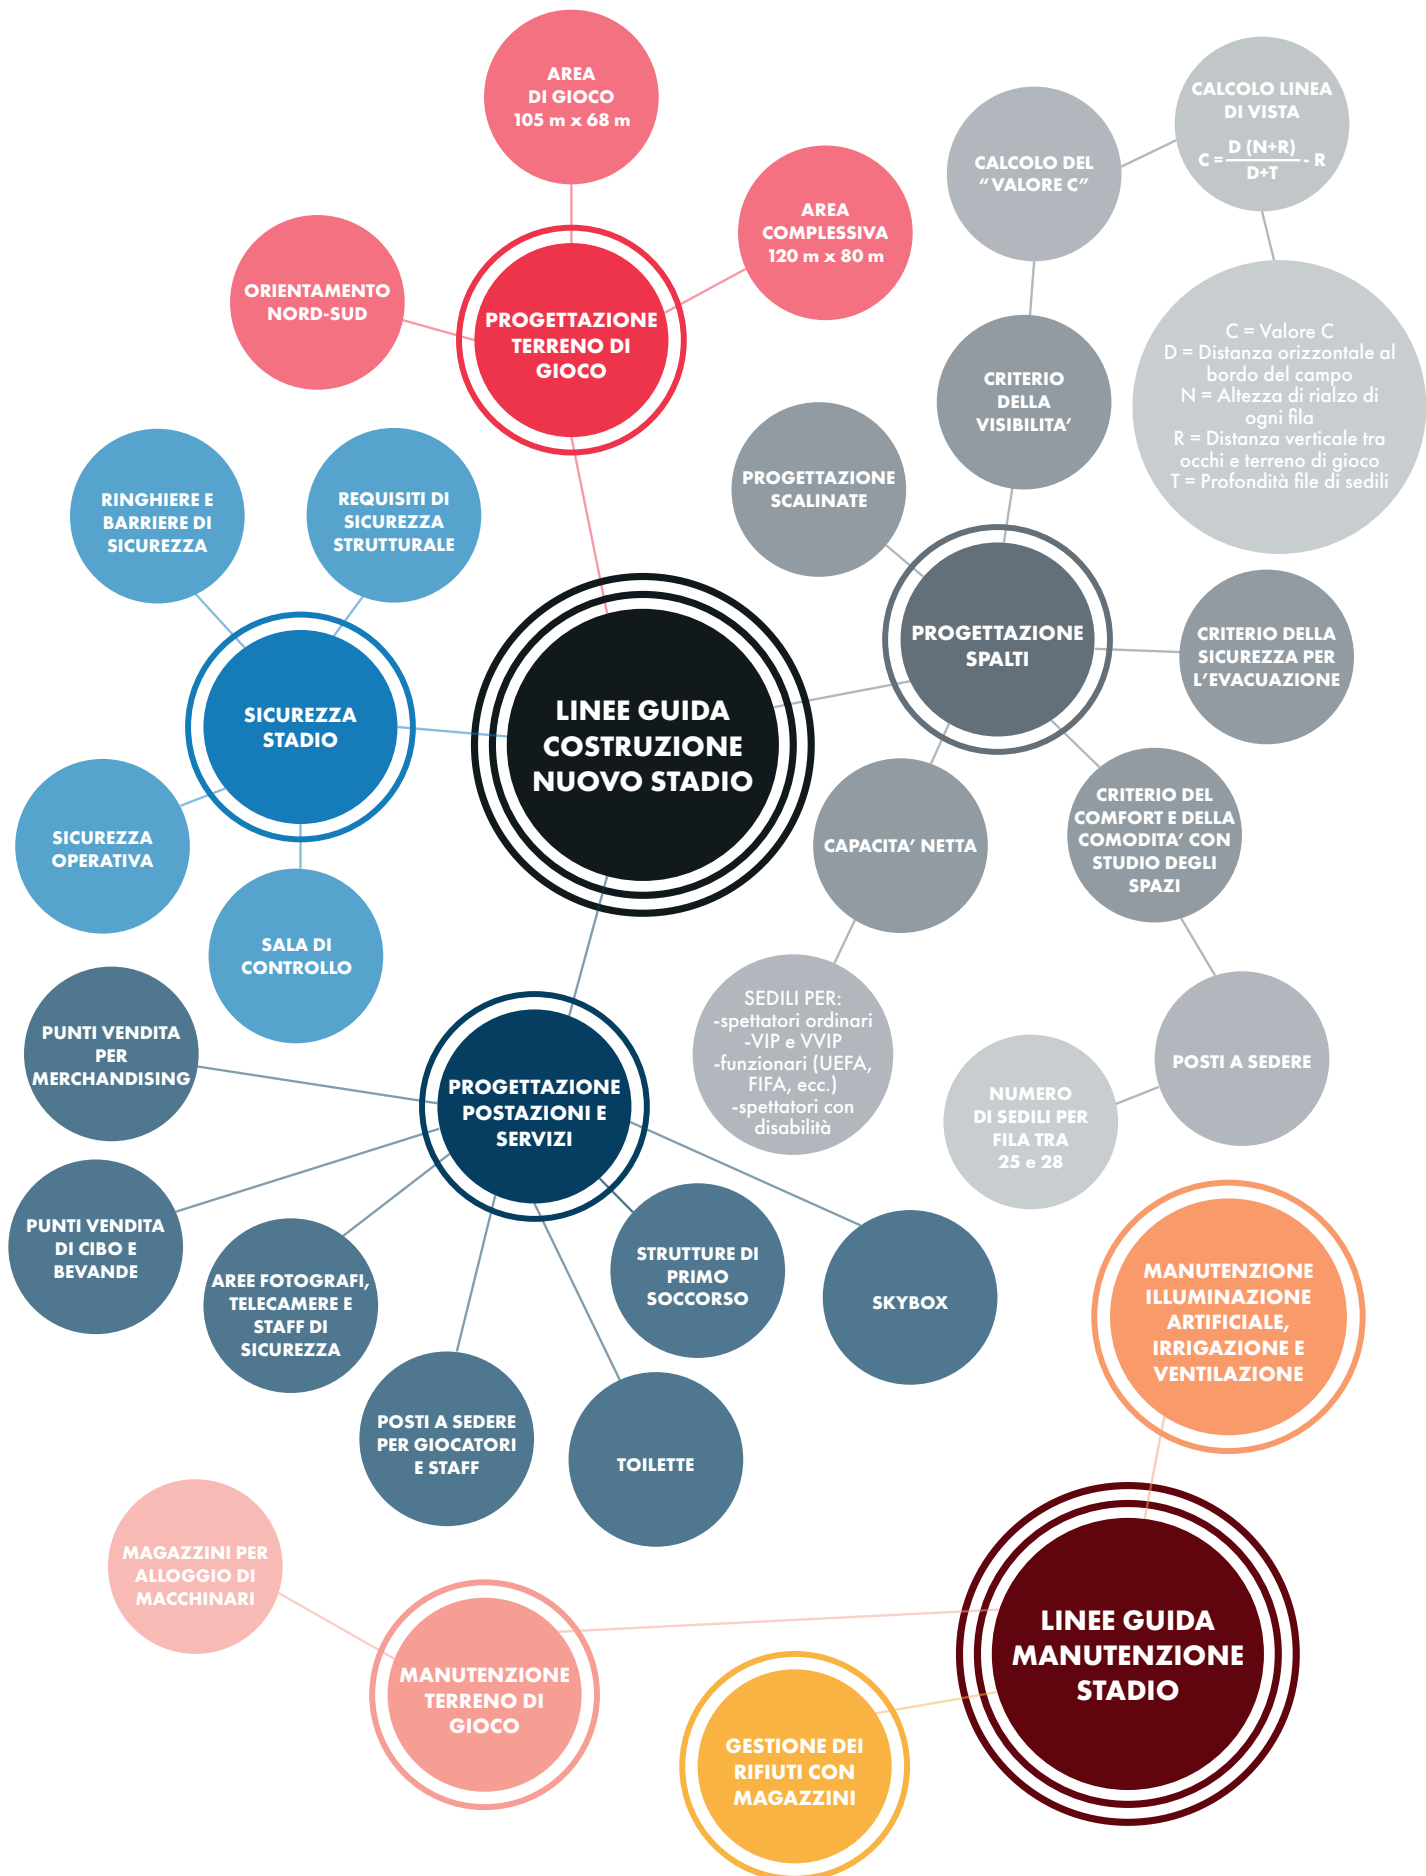 AREA
DI GIOCO
105 m x 68 m
CALCOLO LINEA
DI VISTA
C = D (N+R) / D+T - R
CALCOLO DEL
“VALORE C”
AREA
COMPLESSIVA
120 m x 80 m
ORIENTAMENTO
NORD-SUD
PROGETTAZIONE
TERRENO DI
GIOCO
C = Valore C
D = Distanza orizzontale al
bordo del campo
N = Altezza di rialzo di
ogni fila
R = Distanza verticale tra
occhi e terreno di gioco
T = Profondità file di sedili
CRITERIO
DELLA
VISIBILITA’
PROGETTAZIONE
SCALINATE
RINGHIERE E
BARRIERE DI
SICUREZZA
REQUISITI DI
SICUREZZA
STRUTTURALE
PROGETTAZIONE
SPALTI
CRITERIO DELLA
SICUREZZA PER
L’EVACUAZIONE
SICUREZZA
STADIO
LINEE GUIDA
COSTRUZIONE
NUOVO STADIO
CRITERIO DEL
COMFORT E DELLA
COMODITA’ CON
STUDIO DEGLI
SPAZI
CAPACITA’ NETTA
SICUREZZA
OPERATIVA
SALA DI
CONTROLLO
SEDILI PER:
-spettatori ordinari
-VIP e VVIP
-funzionari (UEFA,
FIFA, ecc.)
-spettatori con
disabilità
POSTI A SEDERE
NUMERO
DI SEDILI PER
FILA TRA
25 e 28
PUNTI VENDITA
PER
MERCHANDISING
PROGETTAZIONE
POSTAZIONI E
SERVIZI
PUNTI VENDITA
DI CIBO E
BEVANDE
AREE FOTOGRAFI,
TELECAMERE E
STAFF DI
SICUREZZA
STRUTTURE DI
PRIMO
SOCCORSO
SKYBOX
MANUTENZIONE
ILLUMINAZIONE
ARTIFICIALE,
IRRIGAZIONE E
VENTILAZIONE
POSTI A SEDERE
PER GIOCATORI
E STAFF
TOILETTE
MAGAZZINI PER
ALLOGGIO DI
MACCHINARI
LINEE GUIDA
MANUTENZIONE
STADIO
MANUTENZIONE
TERRENO DI
GIOCO
GESTIONE DEI
RIFIUTI CON
MAGAZZINI